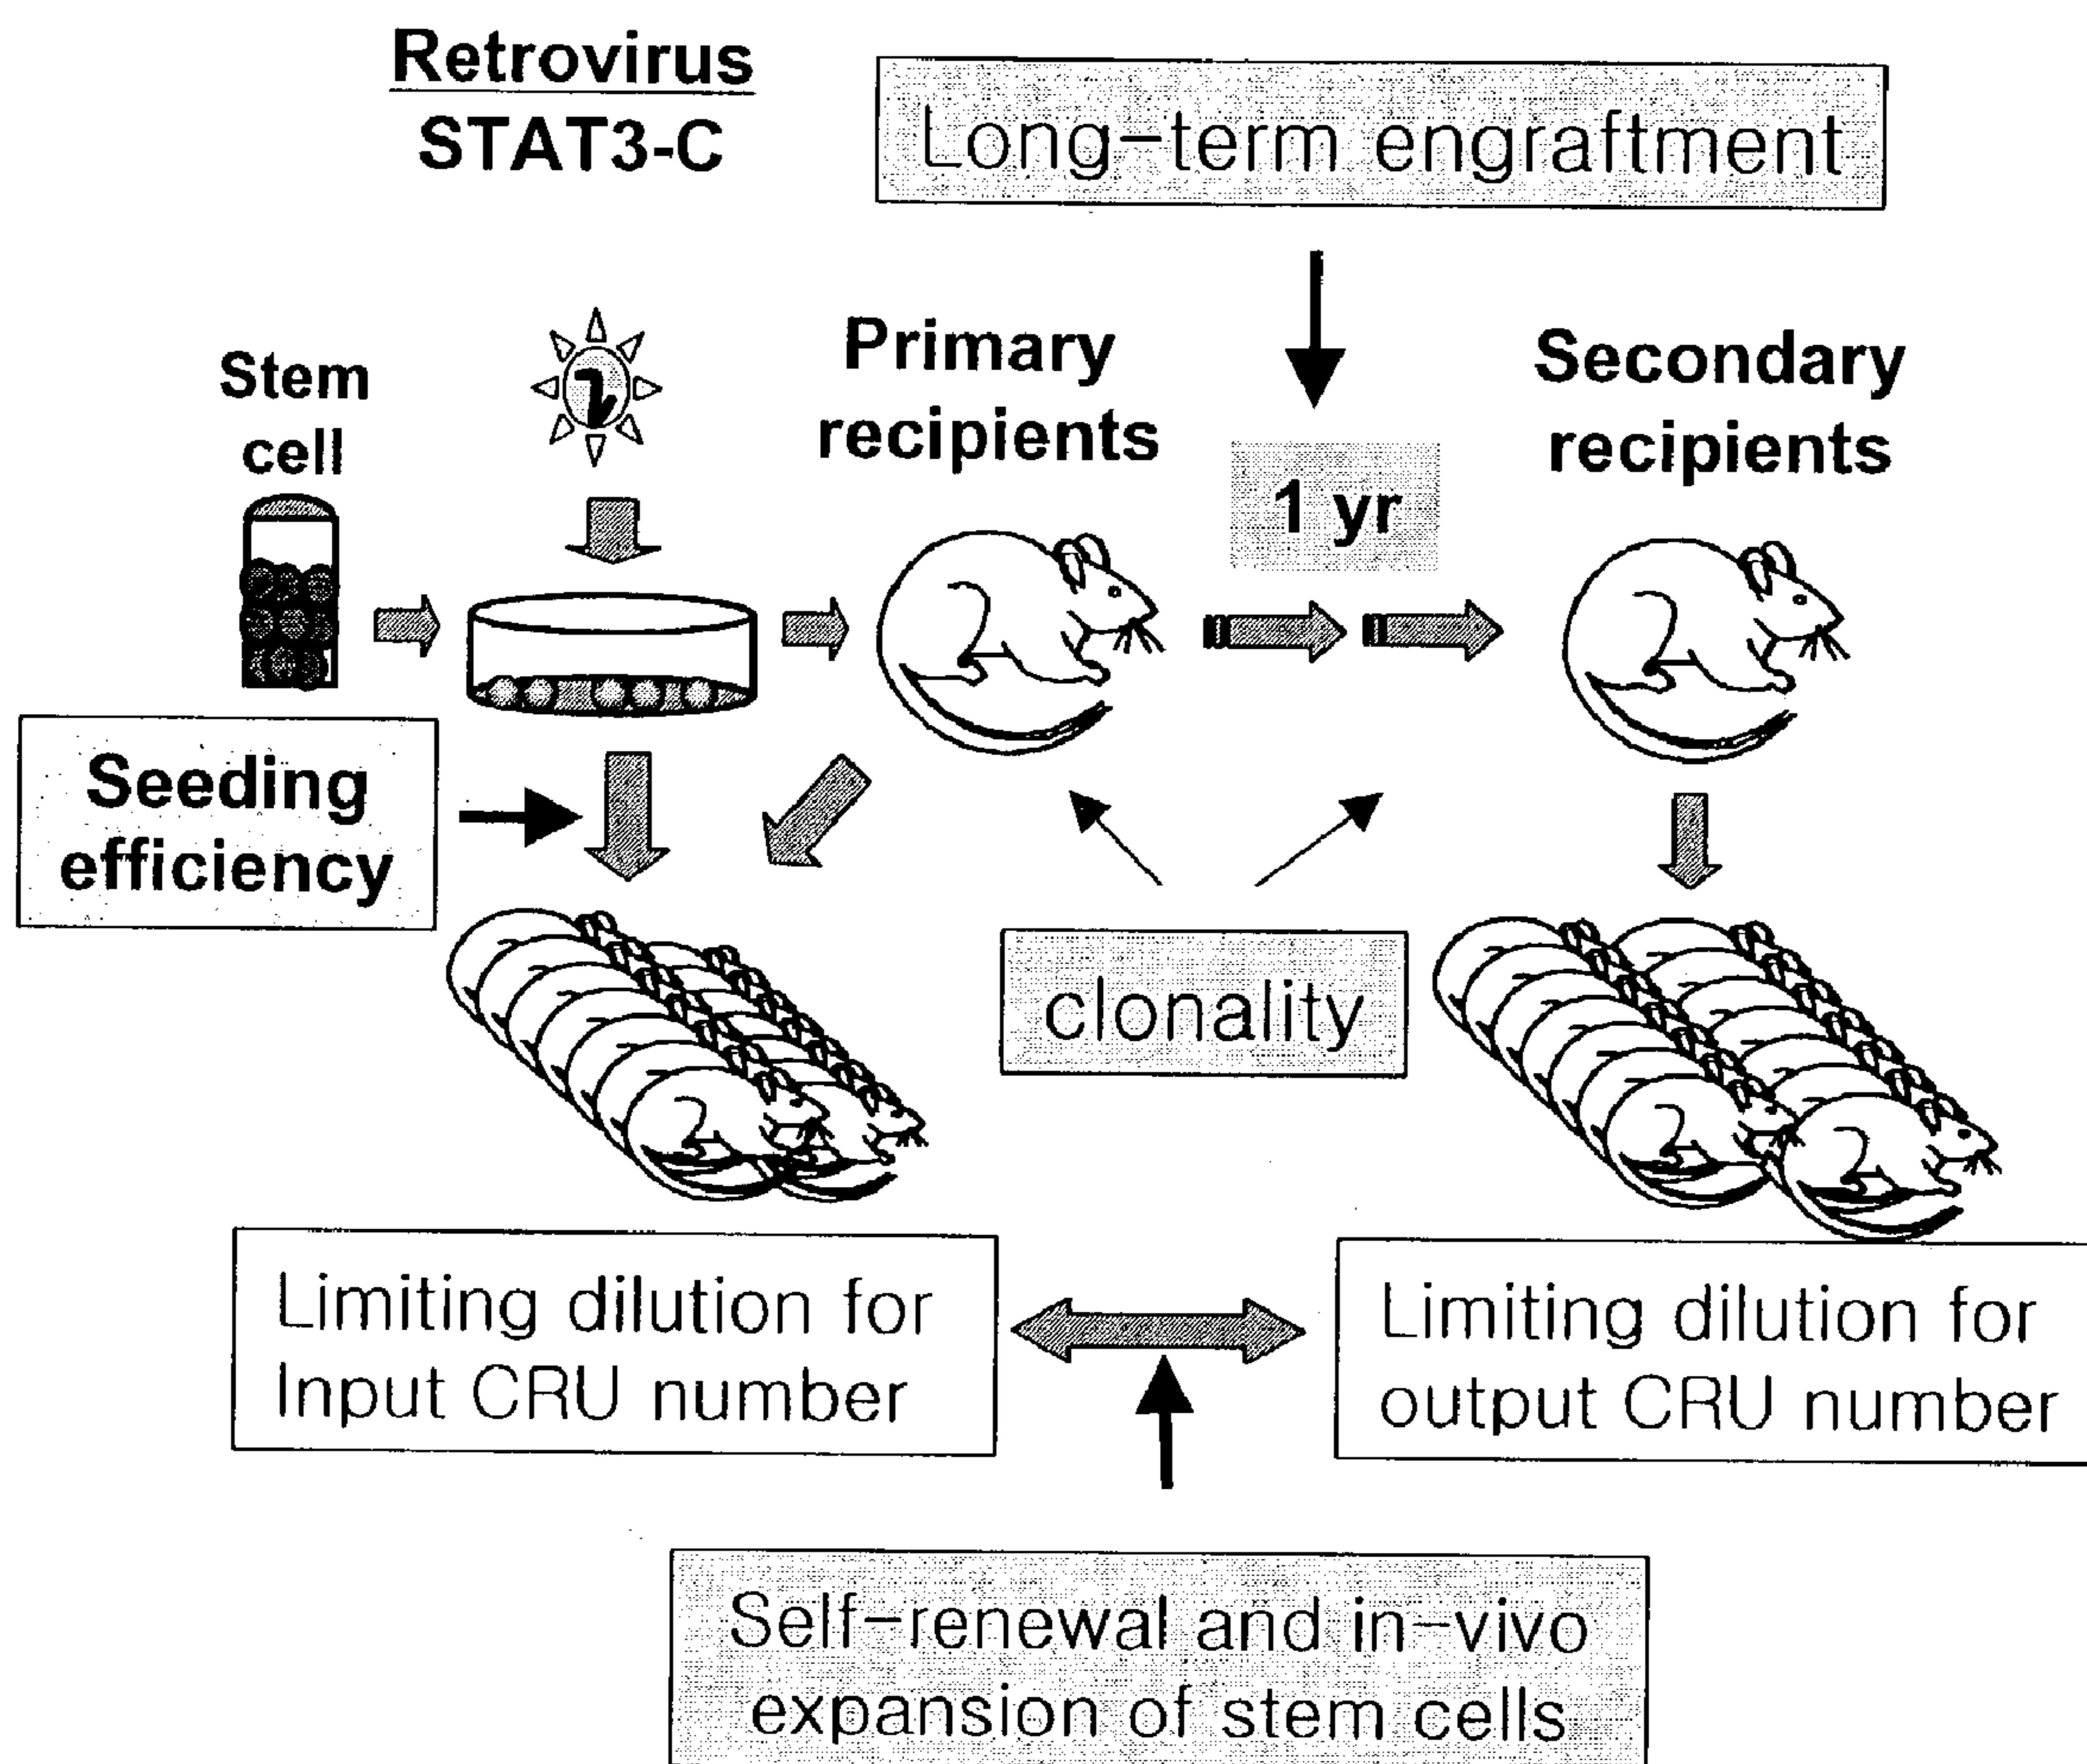 Retrovirus
STAT3-C
Long-term engraftment
Stem
cell
Primary
recipients
1 yr
Secondary
recipients
Seeding
efficiency
clonality
Limiting dilution for
Input CRU number
Limiting dilution for
output CRU number
Self-renewal and in-vivo
expansion of stem cells